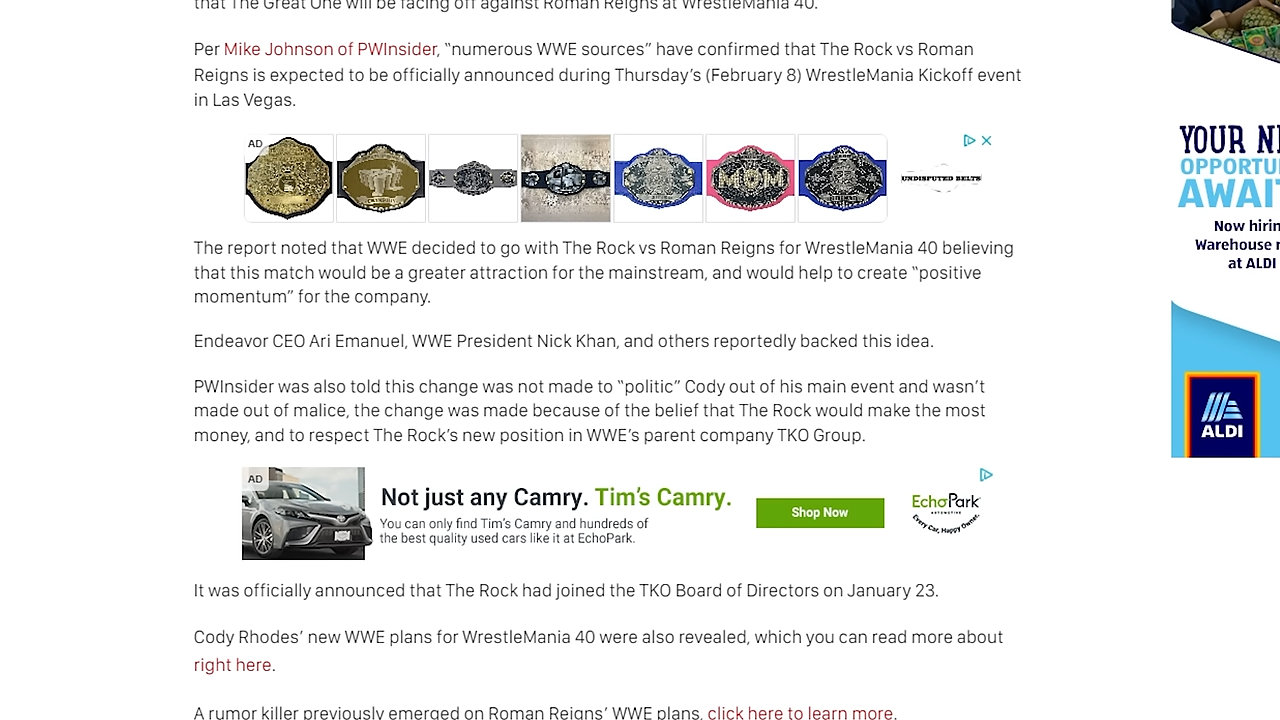 that The Great One will be facing off against Roman Reigns at WrestleMania 40.
Per Mike Johnson of PWInsider, “numerous WWE sources” have confirmed that The Rock vs Roman
Reigns is expected to be officially announced during Thursday’s (February 8) WrestleMania Kickoff event
in Las Vegas.
AD
UNDISPUTED BELTS
The report noted that WWE decided to go with The Rock vs Roman Reigns for WrestleMania 40 believing
that this match would be a greater attraction for the mainstream, and would help to create “positive
momentum” for the company.
Endeavor CEO Ari Emanuel, WWE President Nick Khan, and others reportedly backed this idea.
PWInsider was also told this change was not made to “politic” Cody out of his main event and wasn’t
made out of malice, the change was made because of the belief that The Rock would make the most
money, and to respect The Rock’s new position in WWE’s parent company TKO Group.
AD
Not just any Camry. Tim’s Camry.
You can only find Tim’s Camry and hundreds of
the best quality used cars like it at EchoPark.
Shop Now
EchoPark
AUTOMOTIVE
Every Car, Happy Owner.
It was officially announced that The Rock had joined the TKO Board of Directors on January 23.
Cody Rhodes’ new WWE plans for WrestleMania 40 were also revealed, which you can read more about
right here.
A rumor killer previously emerged on Roman Reigns’ WWE plans, click here to learn more.
YOUR N
OPPORTU
AWAIT
Now hirin
Warehouse
at ALDI
ALDI